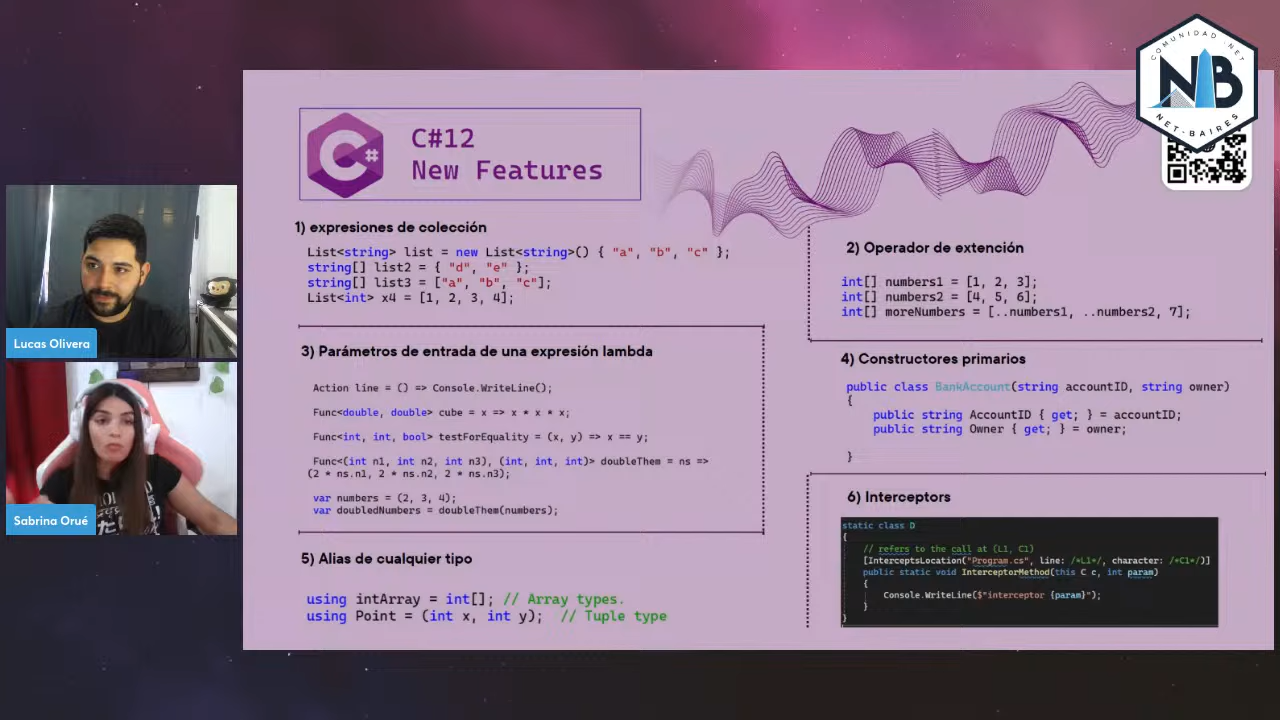 COMUNIDAD .NET
NB
NET-BAIRES
C#12
New Features
Lucas Olivera
Sabrina Orué
1) expresiones de colección
List<string> list = new List<string>() { "a", "b", "c" };
string[] list2 = { "d", "e" };
string[] list3 = ["a", "b", "c"];
List<int> x4 = [1, 2, 3, 4];
2) Operador de extención
int[] numbers1 = [1, 2, 3];
int[] numbers2 = [4, 5, 6];
int[] moreNumbers = [..numbers1, ..numbers2, 7];
3) Parámetros de entrada de una expresión lambda
Action line = () => Console.WriteLine();
Func<double, double> cube = x => x * x * x;
Func<int, int, bool> testForEquality = (x, y) => x == y;
Func<(int n1, int n2, int n3), (int, int, int)> doubleThem = ns =>
(2 * ns.n1, 2 * ns.n2, 2 * ns.n3);
var numbers = (2, 3, 4);
var doubledNumbers = doubleThem(numbers);
4) Constructores primarios
public class BankAccount(string accountID, string owner)
{
public string AccountID { get; } = accountID;
public string Owner { get; } = owner;
}
5) Alias de cualquier tipo
using intArray = int[]; // Array types.
using Point = (int x, int y);  // Tuple type
6) Interceptors
static class D
{
// refers to the call at (L1, C1)
[InterceptsLocation("Program.cs", line: /*L1*/, character: /*C1*/)]
public static void InterceptorMethod(this C c, int param)
{
Console.WriteLine($"interceptor {param}");
}
}